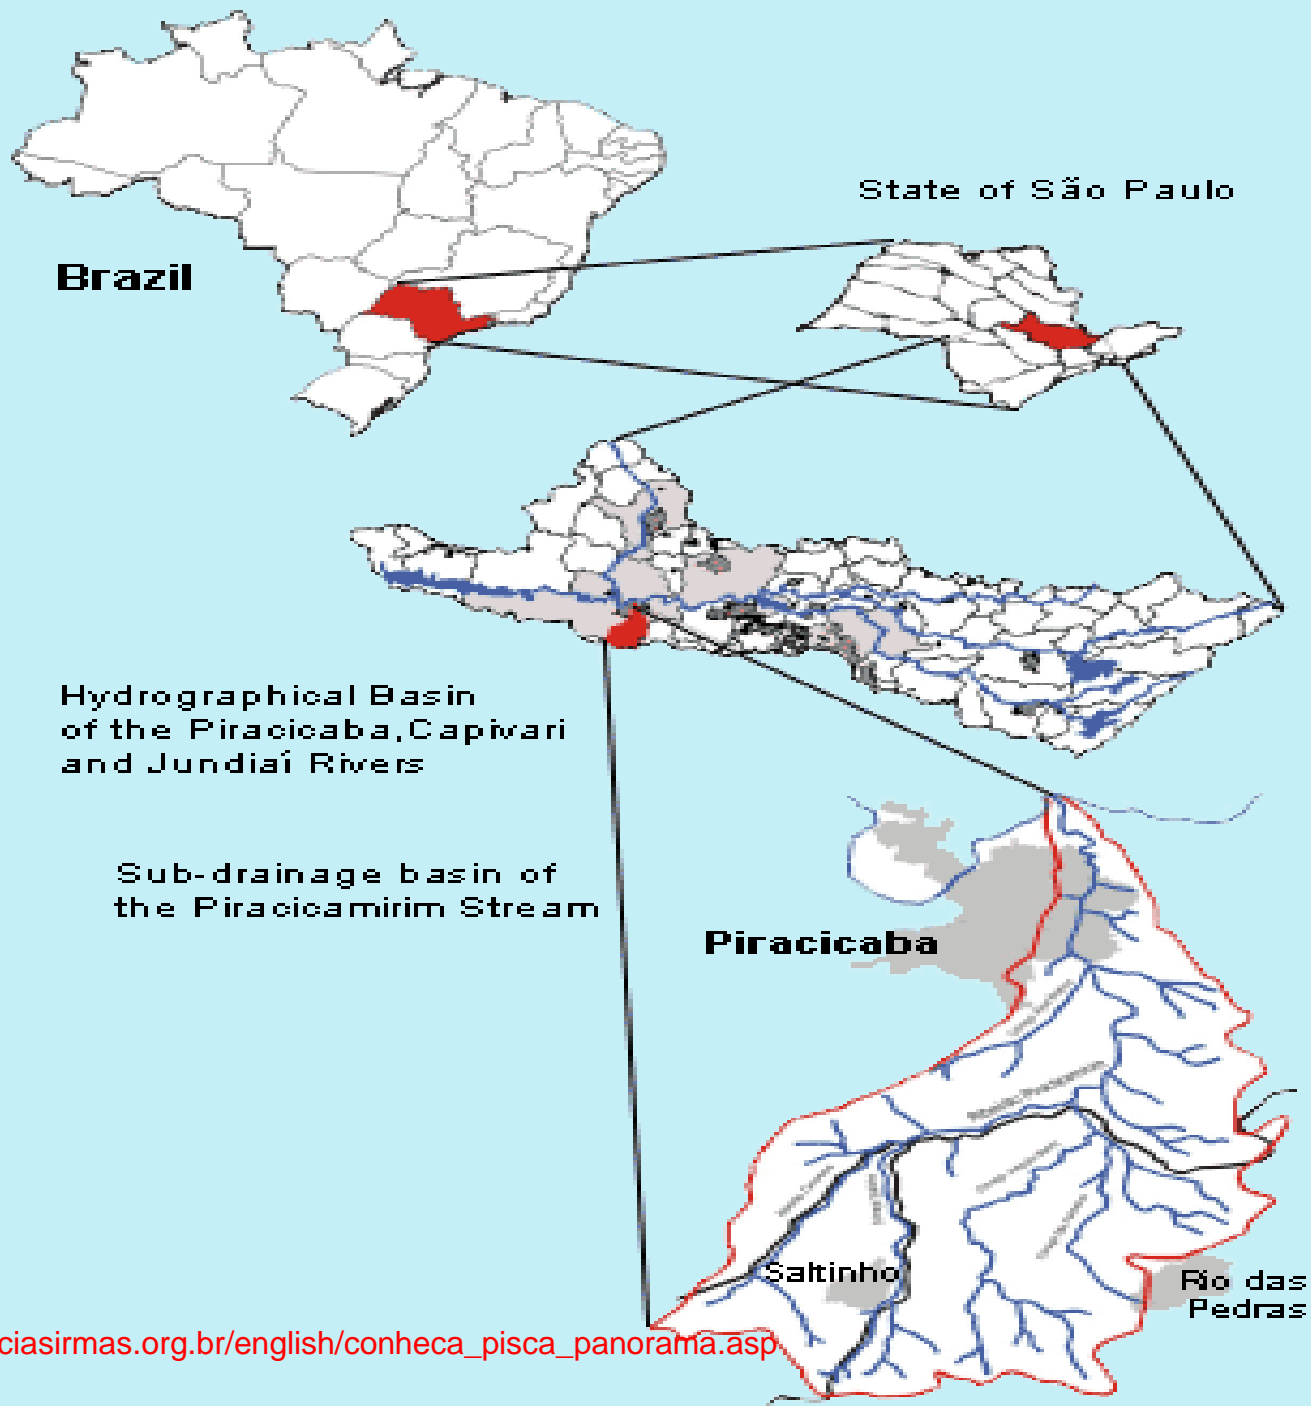 State of São Paulo
Brazil
Hydrographical Basin
of the Piracicaba, Capivari
and Jundiaí Rivers
Sub-drainage basin of
the Piracicamirim Stream
Piracicaba
Saltinho
Rio das
Pedras
ciasirmas.org.br/english/conheca_pisca_panorama.asp